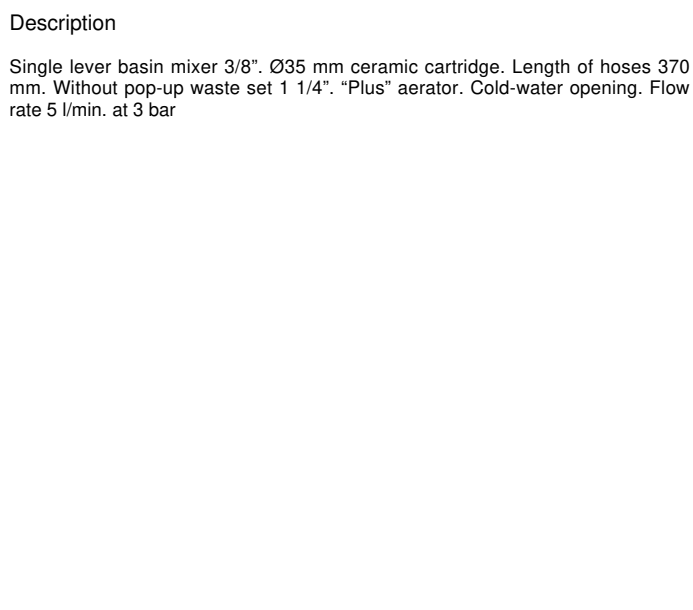 Description
Single lever basin mixer 3/8”. Ø35 mm ceramic cartridge. Length of hoses 370
mm. Without pop-up waste set 1 1/4”. “Plus” aerator. Cold-water opening. Flow
rate 5 l/min. at 3 bar